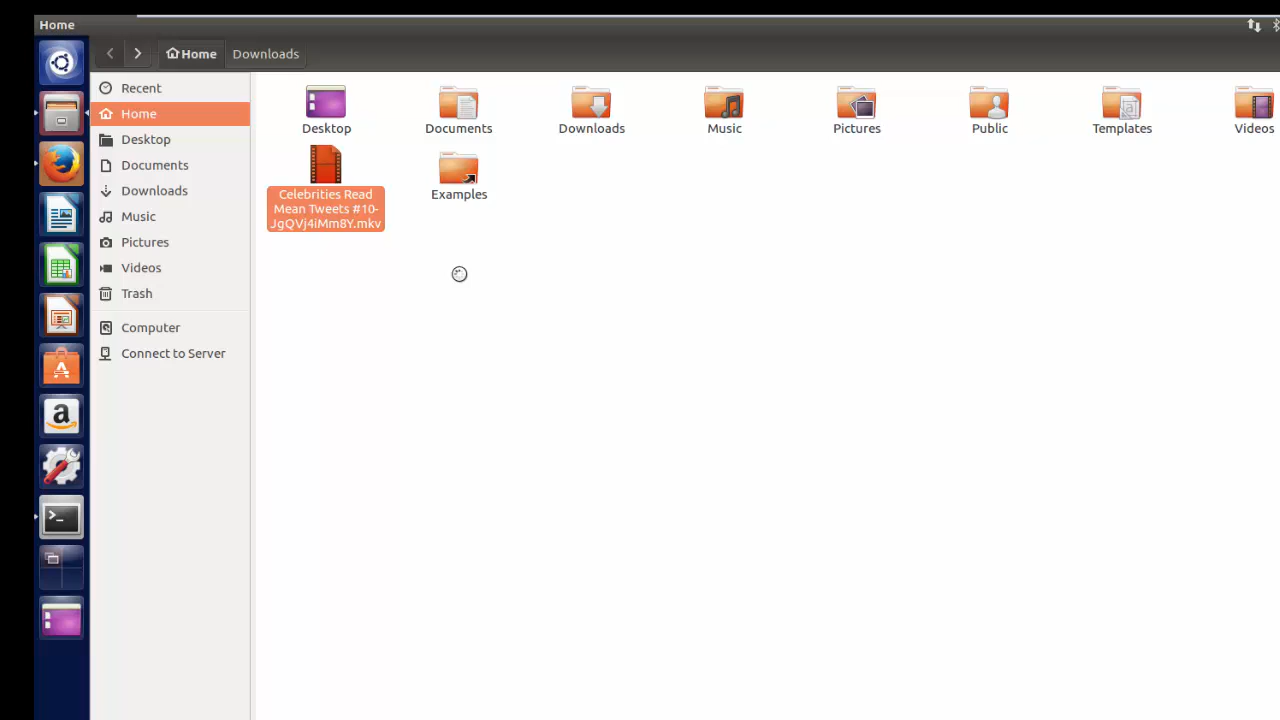 Home
Home Downloads
Recent
Home
Desktop
Documents
Downloads
Music
Pictures
Videos
Trash
Computer
Connect to Server
Desktop Documents Downloads Music Pictures Public Templates Videos
Celebrities Read
Mean Tweets #10-
JgQVj4iMm8Y.mkv
Examples